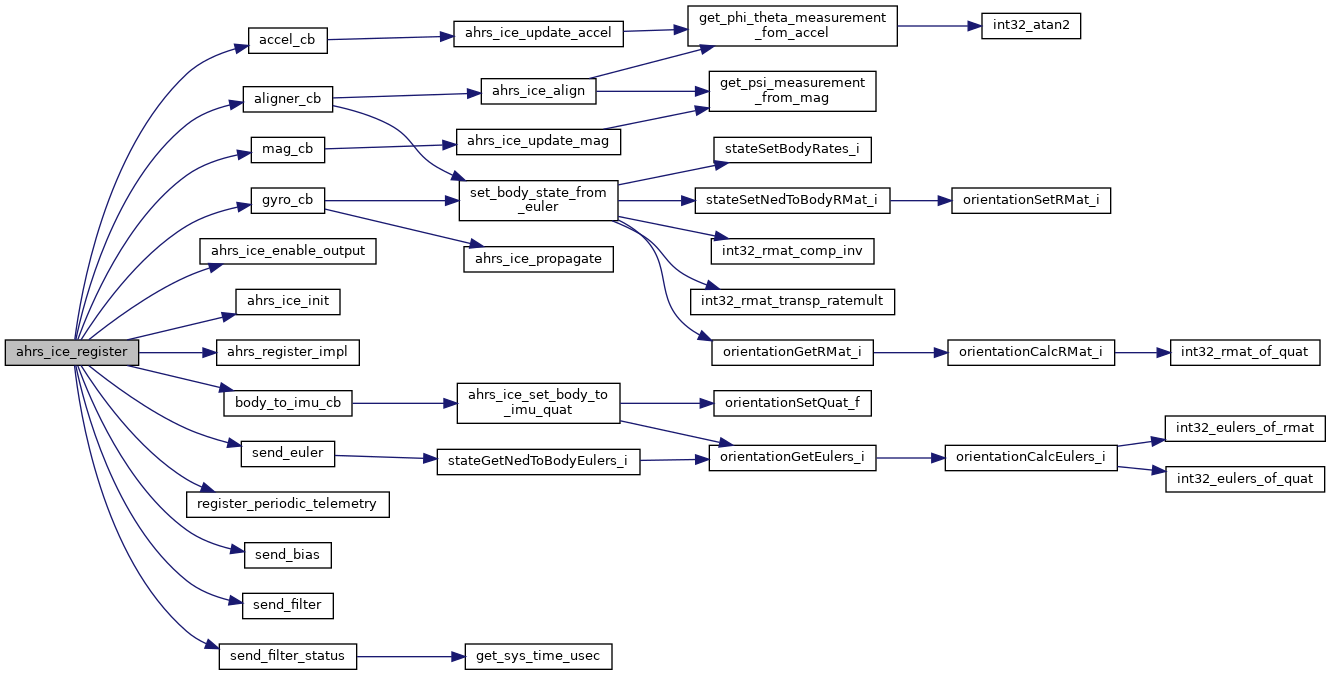 ahrs_ice_register
accel_cb
aligner_cb
mag_cb
gyro_cb
ahrs_ice_enable_output
ahrs_ice_init
ahrs_register_impl
body_to_imu_cb
send_euler
register_periodic_telemetry
send_bias
send_filter
send_filter_status
ahrs_ice_update_accel
ahrs_ice_align
ahrs_ice_update_mag
set_body_state_from
_euler
ahrs_ice_propagate
ahrs_ice_set_body_to
_imu_quat
stateGetNedToBodyEulers_i
get_sys_time_usec
get_phi_theta_measurement
_fom_accel
get_psi_measurement
_from_mag
stateSetBodyRates_i
stateSetNedToBodyRMat_i
int32_rmat_comp_inv
int32_rmat_transp_ratemult
orientationGetRMat_i
orientationSetQuat_f
orientationGetEulers_i
int32_atan2
orientationSetRMat_i
orientationCalcRMat_i
orientationCalcEulers_i
int32_rmat_of_quat
int32_eulers_of_rmat
int32_eulers_of_quat